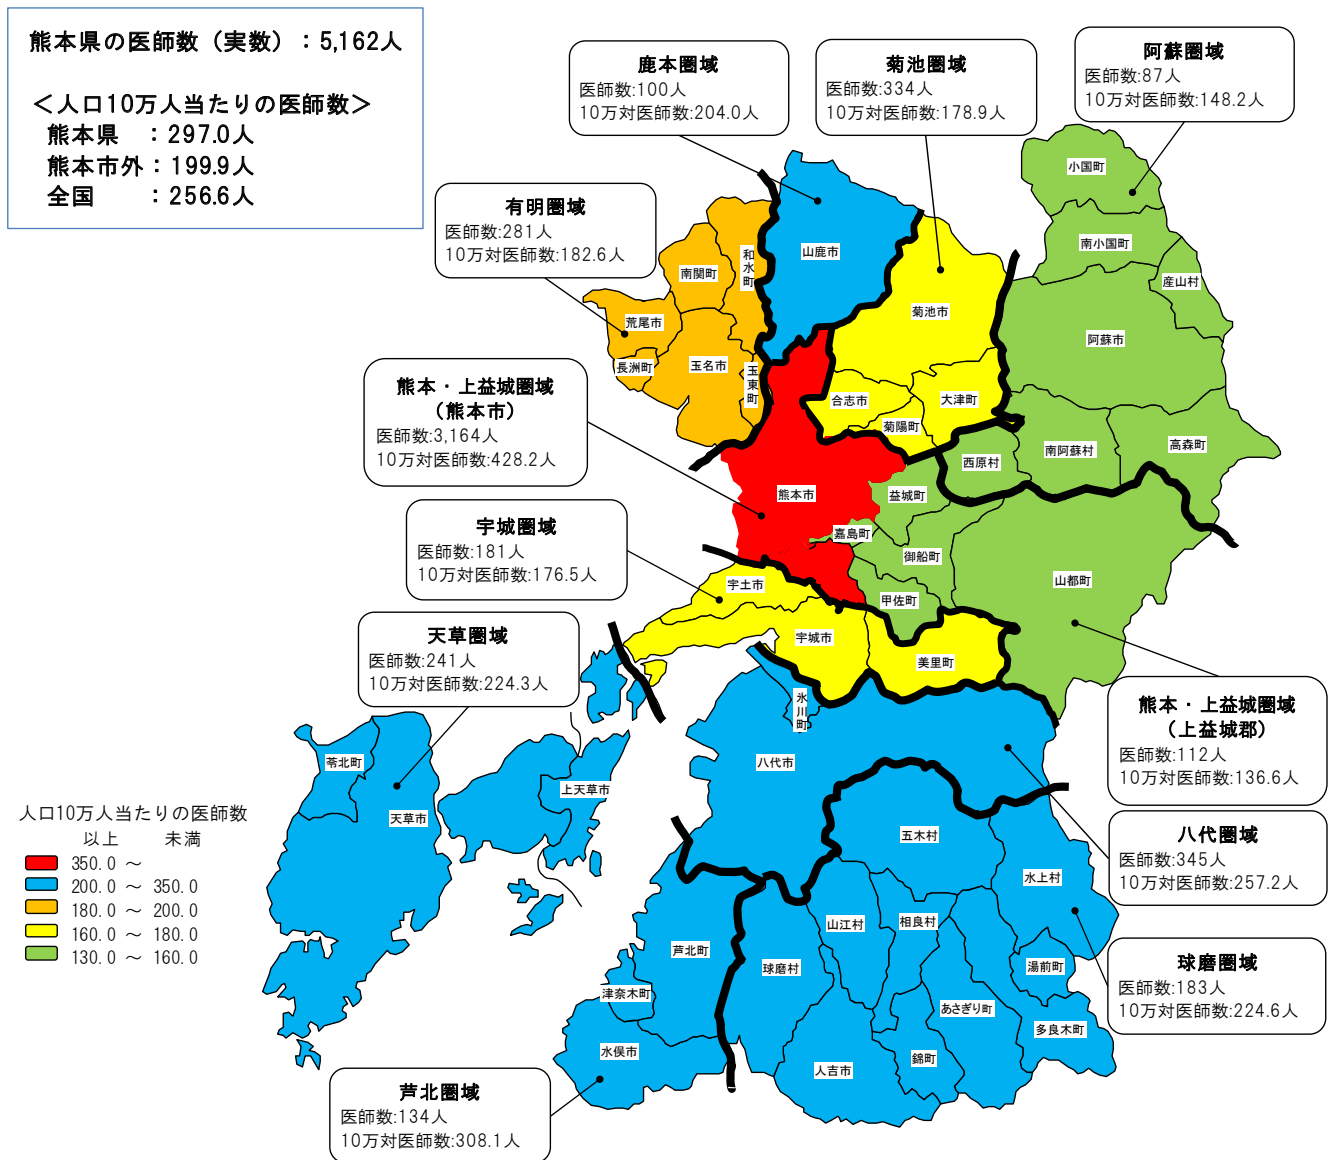 熊本県の医師数（実数）：5,162人
＜人口10万人当たりの医師数＞
熊本県　：297.0人
熊本市外：199.9人
全国　　：256.6人
鹿本圏域
医師数:100人
10万対医師数:204.0人
菊池圏域
医師数:334人
10万対医師数:178.9人
阿蘇圏域
医師数:87人
10万対医師数:148.2人
有明圏域
医師数:281人
10万対医師数:182.6人
熊本・上益城圏域
（熊本市）
医師数:3,164人
10万対医師数:428.2人
宇城圏域
医師数:181人
10万対医師数:176.5人
天草圏域
医師数:241人
10万対医師数:224.3人
熊本・上益城圏域
（上益城郡）
医師数:112人
10万対医師数:136.6人
八代圏域
医師数:345人
10万対医師数:257.2人
球磨圏域
医師数:183人
10万対医師数:224.6人
芦北圏域
医師数:134人
10万対医師数:308.1人
小国町
南小国町
産山村
阿蘇市
高森町
南阿蘇村
西原村
山鹿市
菊池市
合志市
大津町
菊陽町
和水町
南関町
荒尾市
長洲町
玉名市
玉東町
熊本市
益城町
嘉島町
御船町
甲佐町
山都町
宇土市
宇城市
美里町
氷川町
八代市
上天草市
苓北町
天草市
五木村
水上村
相良村
山江村
球磨村
湯前町
多良木町
あさぎり町
錦町
人吉市
芦北町
津奈木町
水俣市
人口10万人当たりの医師数
以上　未満
350.0 ～
200.0 ～ 350.0
180.0 ～ 200.0
160.0 ～ 180.0
130.0 ～ 160.0